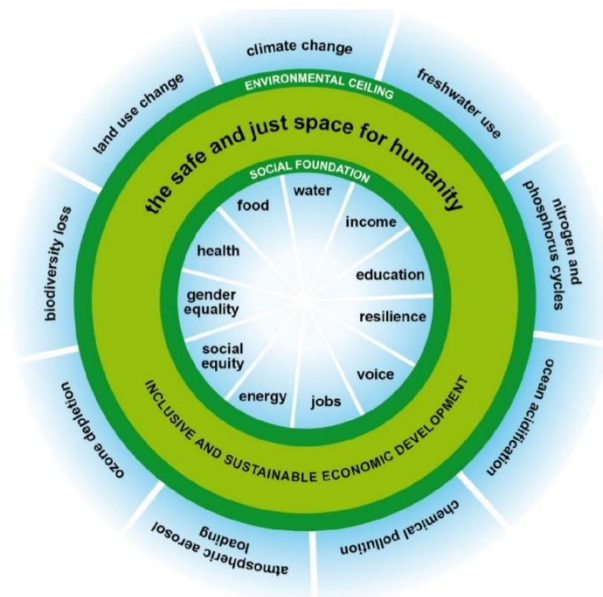 climate change
freshwater use
nitrogen and
phosphorus cycles
ocean acidification
chemical pollution
atmospheric aerosol
loading
ozone depletion
biodiversity loss
land use change
ENVIRONMENTAL CEILING
the safe and just space for humanity
SOCIAL FOUNDATION
water
income
education
resilience
voice
jobs
energy
social
equity
gender
equality
health
food
INCLUSIVE AND SUSTAINABLE ECONOMIC DEVELOPMENT